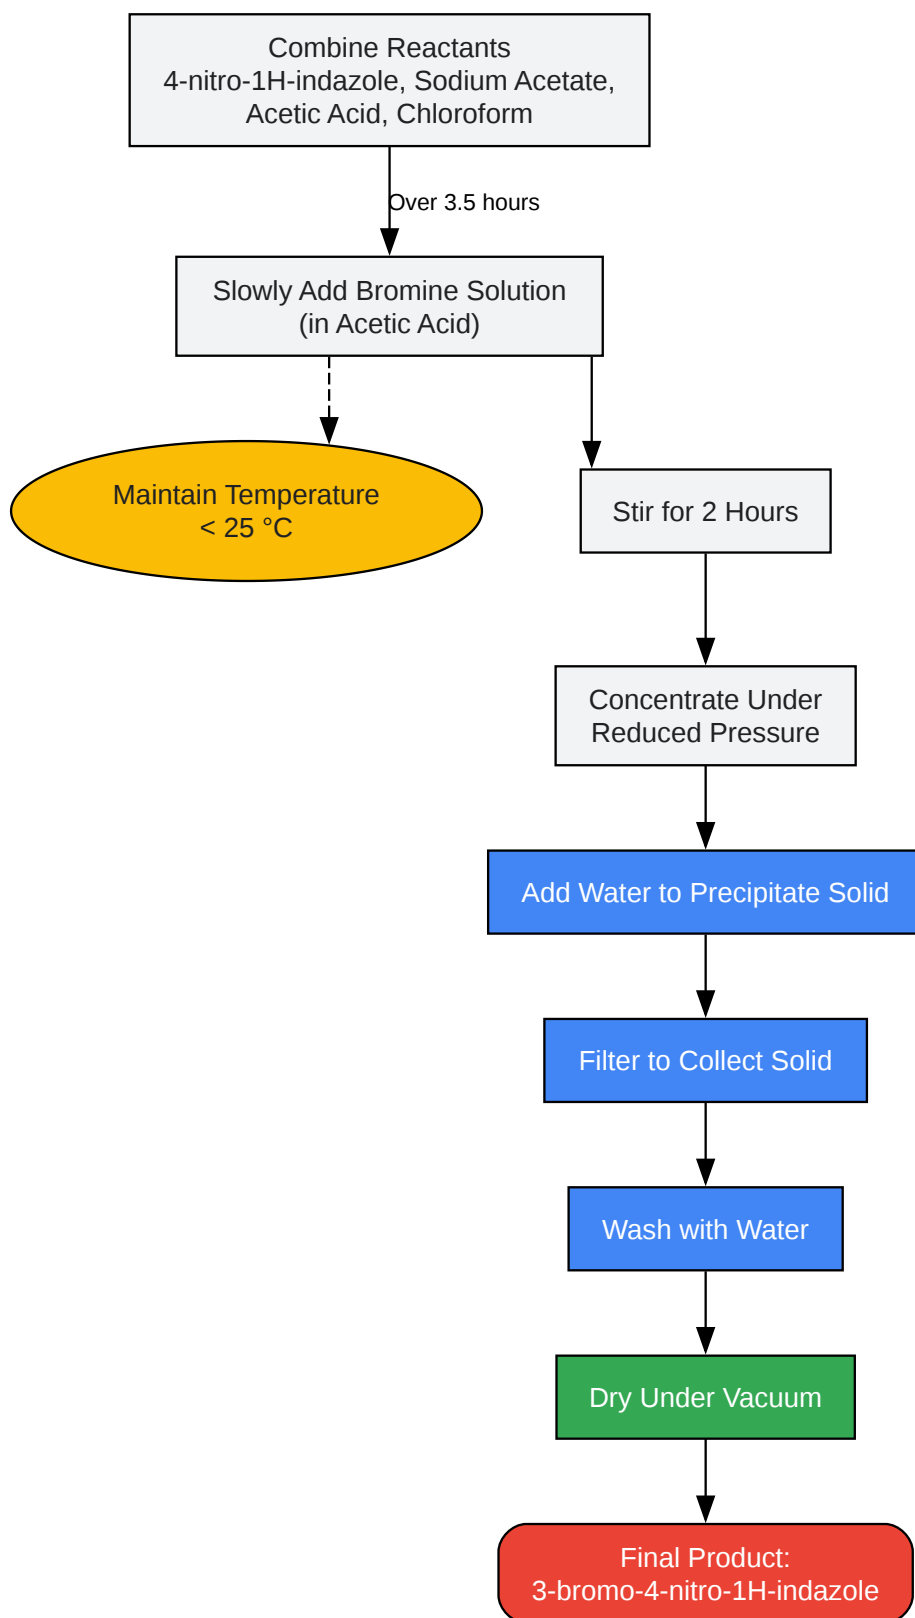 Combine Reactants
4-nitro-1H-indazole, Sodium Acetate,
Acetic Acid, Chloroform
Over 3.5 hours
Slowly Add Bromine Solution
(in Acetic Acid)
Maintain Temperature
< 25 °C
Stir for 2 Hours
Concentrate Under
Reduced Pressure
Add Water to Precipitate Solid
Filter to Collect Solid
Wash with Water
Dry Under Vacuum
Final Product:
3-bromo-4-nitro-1H-indazole